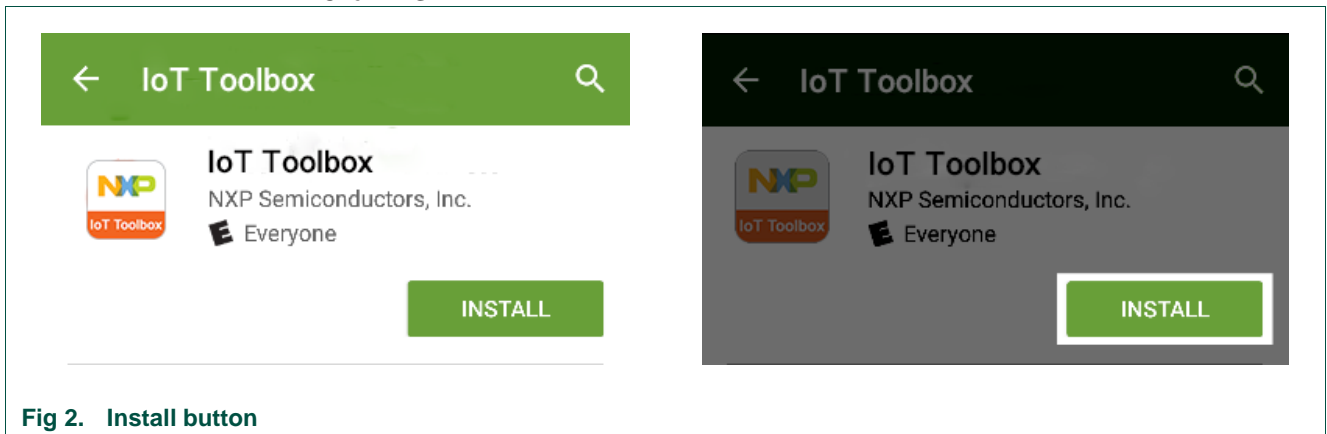 IoT Toolbox
NXP
IoT Toolbox
IoT Toolbox
NXP Semiconductors, Inc.
E Everyone
INSTALL
IoT Toolbox
NXP
IoT Toolbox
IoT Toolbox
NXP Semiconductors, Inc.
E Everyone
INSTALL
Fig 2. Install button